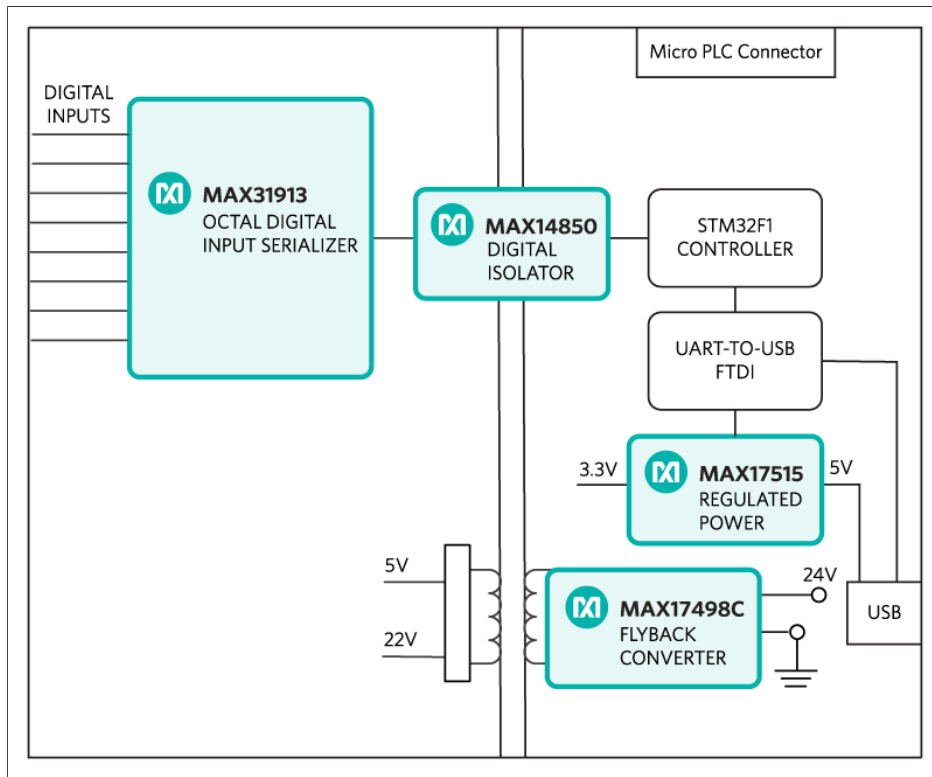 Micro PLC Connector
DIGITAL
INPUTS
MAX31913
OCTAL DIGITAL
INPUT SERIALIZER
MAX14850
DIGITAL
ISOLATOR
STM32F1
CONTROLLER
UART-TO-USB
FTDI
3.3V
MAX17515
REGULATED
POWER
5V
5V
22V
MAX17498C
FLYBACK
CONVERTER
24V
USB